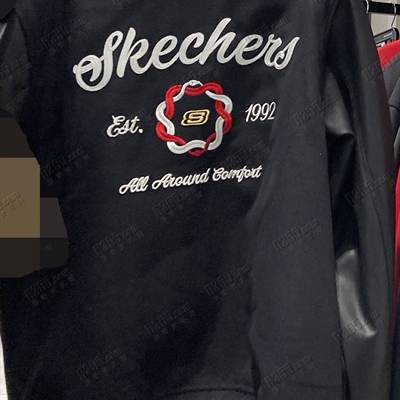 Skechers
Est. 1992
All Around Comfort